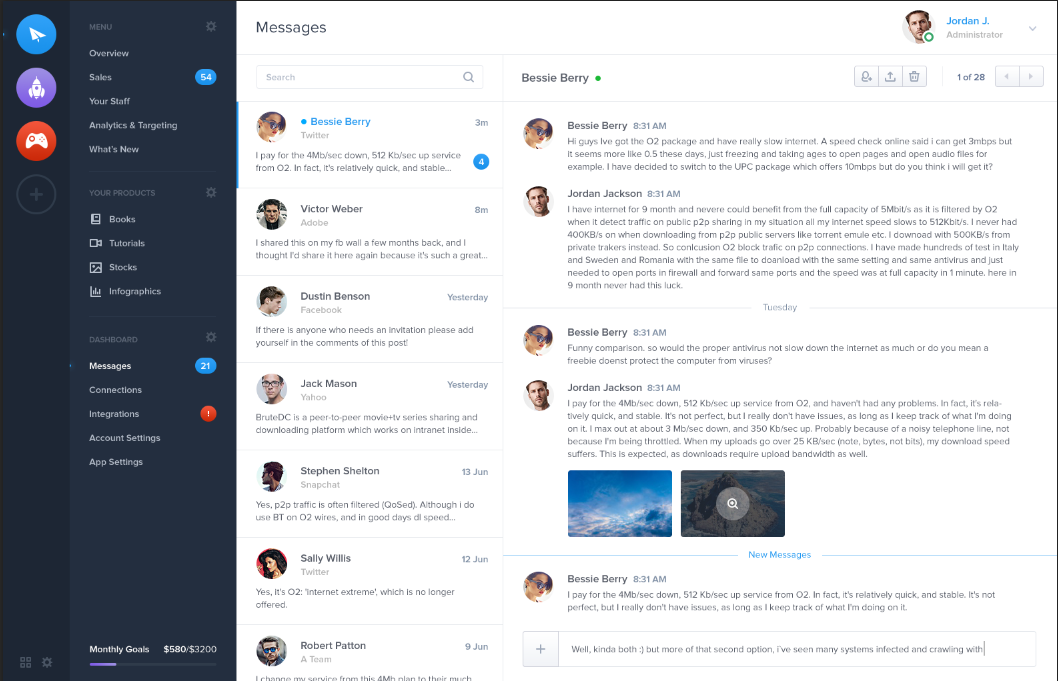 MENU
Overview
Sales 54
Your Staff
Analytics & Targeting
What's New
YOUR PRODUCTS
Books
Tutorials
Stocks
Infographics
DASHBOARD
Messages 21
Connections
Integrations !
Account Settings
App Settings
Monthly Goals $580/$3200
Messages
Jordan J.
Administrator
Search
Bessie Berry 3m
Twitter
I pay for the 4Mb/sec down, 512 Kb/sec up service
from O2. In fact, it's relatively quick, and stable...
4
Victor Weber 8m
Adobe
I shared this on my fb wall a few months back, and I
thought I'd share it here again because it's such a great...
Dustin Benson Yesterday
Facebook
If there is anyone who needs an invitation please add
yourself in the comments of this post!
Jack Mason Yesterday
Yahoo
BruteDC is a peer-to-peer movie+tv series sharing and
downloading platform which works on intranet inside...
Stephen Shelton 13 Jun
Snapchat
Yes, p2p traffic is often filtered (QoSed). Although i do
use BT on O2 wires, and in good days dl speed...
Sally Willis 12 Jun
Twitter
Yes, it's O2: 'Internet extreme', which is no longer
offered.
Robert Patton 9 Jun
A Team
I change my service from this 4Mb plan to their much
Bessie Berry
1 of 28
Bessie Berry 8:31 AM
Hi guys Ive got the O2 package and have really slow internet. A speed check online said i can get 3mbps but
it seems more like 0.5 these days, just freezing and taking ages to open pages and open audio files for
example. I have decided to switch to the UPC package which offers 10mbps but do you think i will get it?
Jordan Jackson 8:31 AM
I have internet for 9 month and nevere could benefit from the full capacity of 5Mbit/s as it is filtered by O2
when it detect traffic on public p2p sharing in my situation all my internet speed slows to 512Kbit/s. I never had
400KB/s on when downloading from p2p public servers like torrent emule etc. I downoad with 500KB/s from
private trakers instead. So conlcusion O2 block trafic on p2p connections. I have made hundreds of test in Italy
and Sweden and Romania with the same file to doanload with the same setting and same antivirus and just
needed to open ports in firewall and forward same ports and the speed was at full capacity in 1 minute. here in
9 month never had this luck.
Tuesday
Bessie Berry 8:31 AM
Funny comparison. so would the proper antivirus not slow down the internet as much or do you mean a
freebie doenst protect the computer from viruses?
Jordan Jackson 8:31 AM
I pay for the 4Mb/sec down, 512 Kb/sec up service from O2, and haven't had any problems. In fact, it's rela-
tively quick, and stable. It's not perfect, but I really don't have issues, as long as I keep track of what I'm doing
on it. I max out at about 3 Mb/sec down, and 350 Kb/sec up. Probably because of a noisy telephone line, not
because I'm being throttled. When my uploads go over 25 KB/sec (note, bytes, not bits), my download speed
suffers. This is expected, as downloads require upload bandwidth as well.
New Messages
Bessie Berry 8:31 AM
I pay for the 4Mb/sec down, 512 Kb/sec up service from O2. In fact, it's relatively quick, and stable. It's not
perfect, but I really don't have issues, as long as I keep track of what I'm doing on it.
Well, kinda both :) but more of that second option, i've seen many systems infected and crawling with